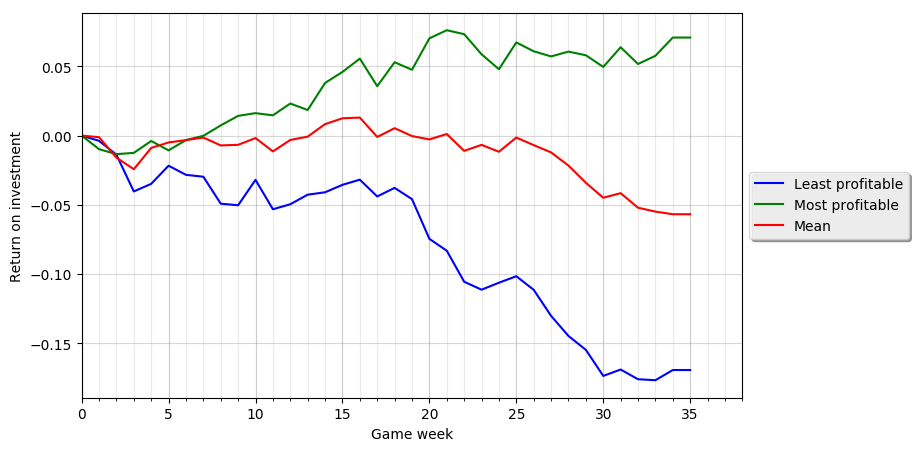 0.05
0.00
−0.05
−0.10
−0.15
Return on investment
0 5 10 15 20 25 30 35
Game week
Least profitable
Most profitable
Mean